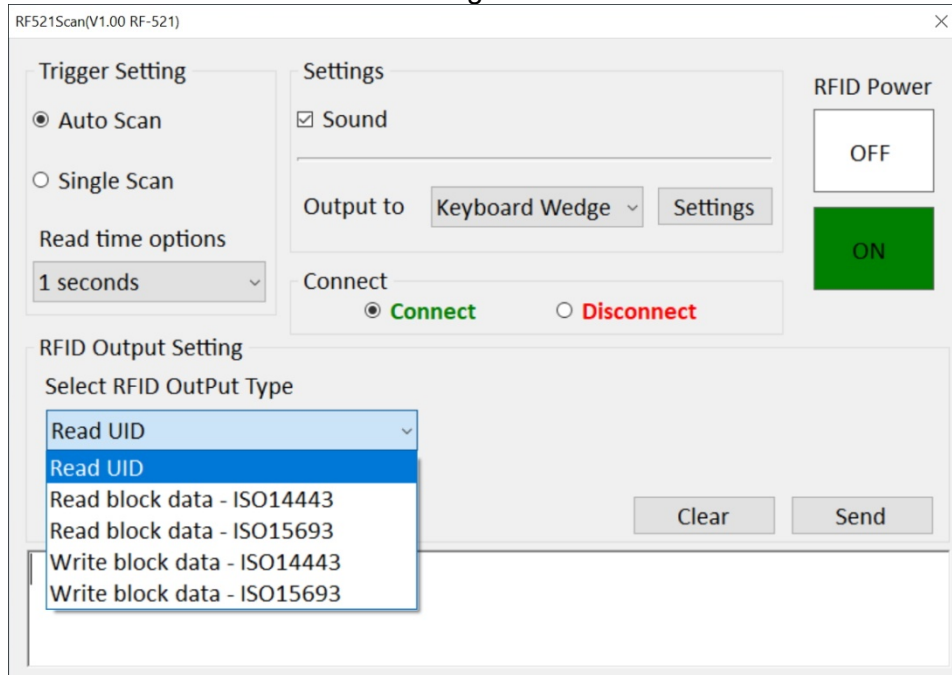 RF521Scan(V1.00 RF-521)
Trigger Setting
Auto Scan
Single Scan
Read time options
1 seconds
Settings
Sound
Output to
Keyboard Wedge
Settings
Connect
Connect
Disconnect
RFID Power
OFF
ON
RFID Output Setting
Select RFID OutPut Type
Read UID
Read UID
Read block data - ISO14443
Read block data - ISO15693
Write block data - ISO14443
Write block data - ISO15693
Clear
Send